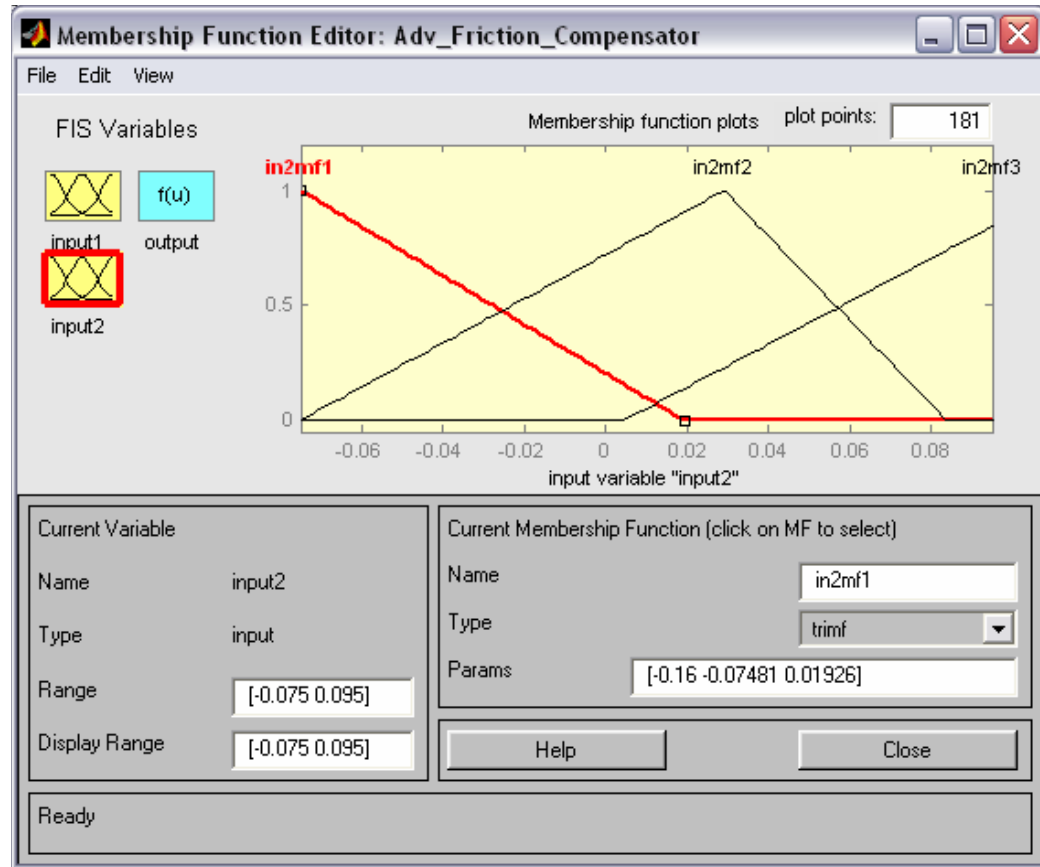 Membership Function Editor: Adv_Friction_Compensator
File Edit View
FIS Variables
Membership function plots plot points: 181
in2mf1 in2mf2 in2mf3
f(u)
input1 output
input2
1
0.5
0
-0.06 -0.04 -0.02 0 0.02 0.04 0.06 0.08
input variable "input2"
Current Variable
Name input2
Type input
Range [-0.075 0.095]
Display Range [-0.075 0.095]
Current Membership Function (click on MF to select)
Name in2mf1
Type trimf
Params [-0.16 -0.07481 0.01926]
Help Close
Ready